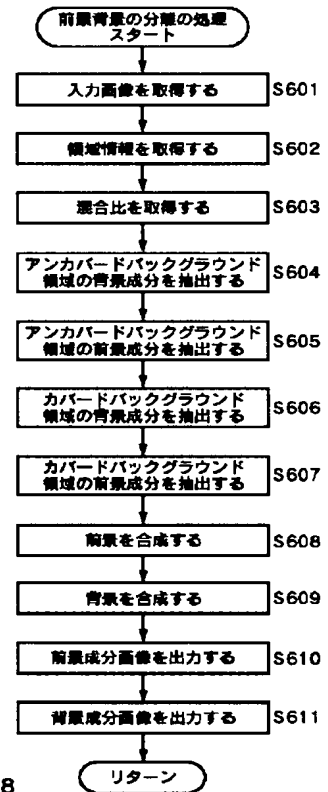 前景背景の分離の処理
スタート
入力画像を取得する
S601
領域情報を取得する
S602
混合比を取得する
S603
アンカバードバックグラウンド
領域の背景成分を抽出する
S604
アンカバードバックグラウンド
領域の前景成分を抽出する
S605
カバードバックグラウンド
領域の背景成分を抽出する
S606
カバードバックグラウンド
領域の前景成分を抽出する
S607
前景を合成する
S608
背景を合成する
S609
前景成分画像を出力する
S610
背景成分画像を出力する
S611
リターン
8